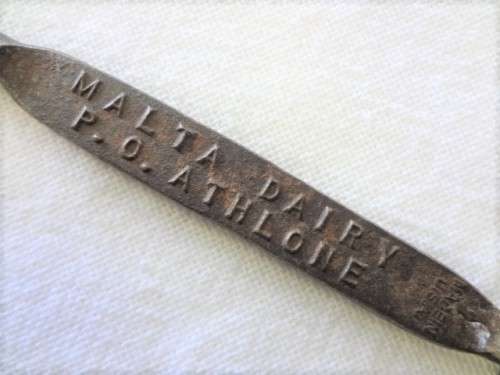 MALTA DAIRY
P.O. ATHLONE